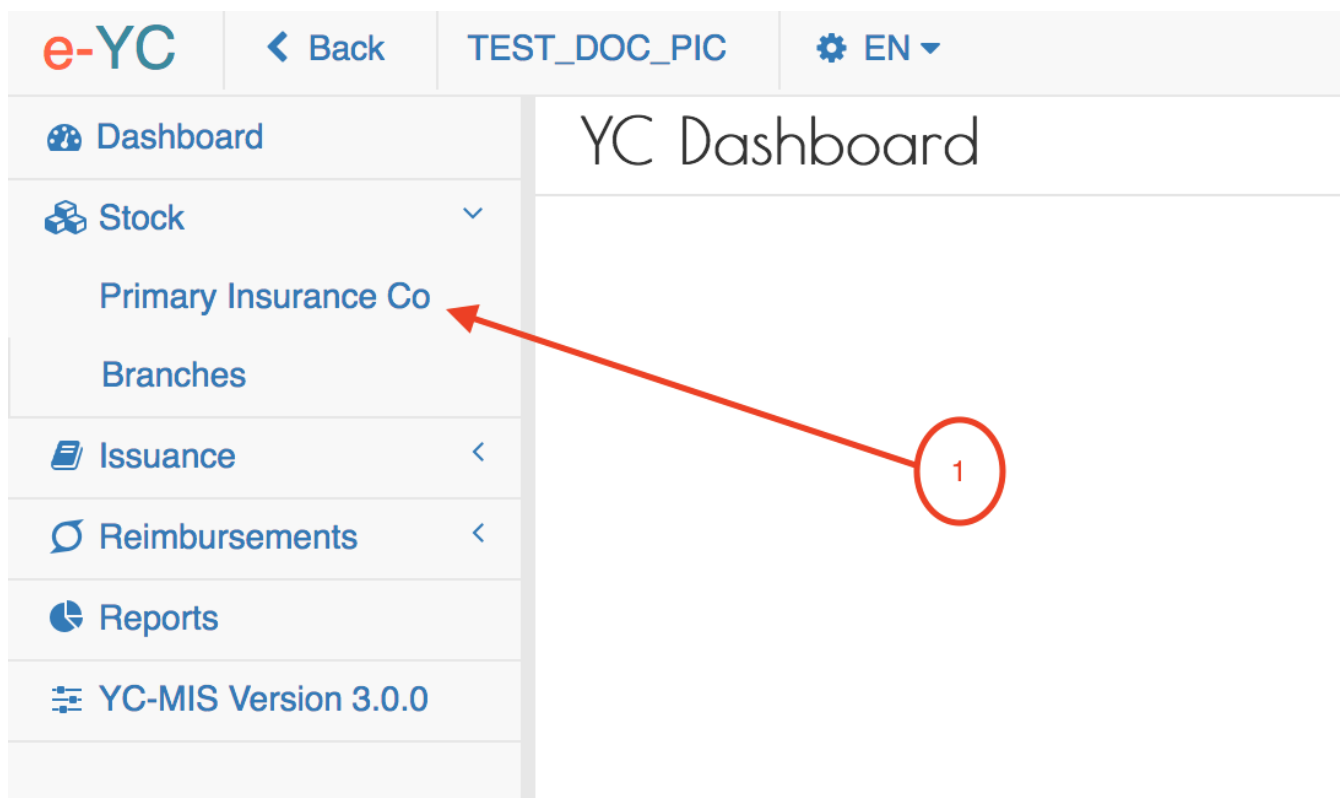 e-YC Back TEST_DOC_PIC EN
Dashboard
YC Dashboard
Stock
Primary Insurance Co
Branches
Issuance
1
Reimbursements
Reports
YC-MIS Version 3.0.0